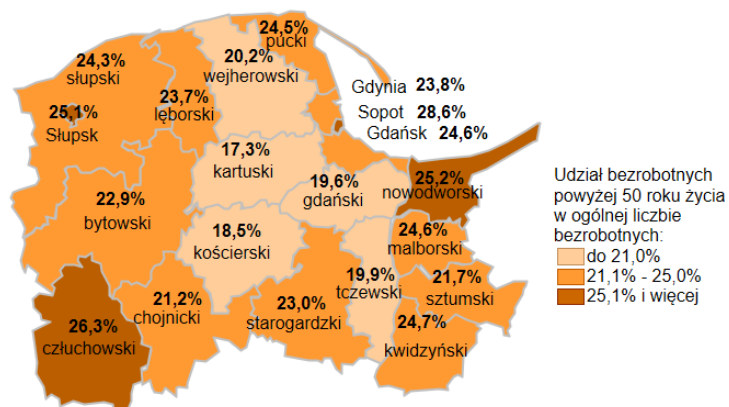 24,5%
pucki
24,3%
słupski
20,2%
wejherowski
Gdynia 23,8%
Sopot 28,6%
Gdańsk 24,6%
23,7%
lęborski
25,1%
Słupsk
17,3%
kartuski
19,6%
gdański
25,2%
nowodworski
22,9%
bytowski
18,5%
kościerski
24,6%
malborski
19,9%
tczewski
21,7%
sztumski
21,2%
chojnicki
23,0%
starogardzki
24,7%
kwidzyński
26,3%
człuchowski
Udział bezrobotnych
powyżej 50 roku życia
w ogólnej liczbie
bezrobotnych:
do 21,0%
21,1% - 25,0%
25,1% i więcej